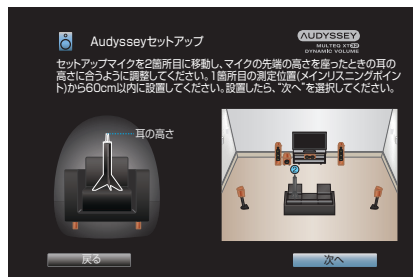 Audysseyセットアップ
AUDYSSEY
MULTEQ XT32
DYNAMIC VOLUME
セットアップマイクを2箇所目に移動し、マイクの先端の高さを座ったときの耳の
高さに合うように調整してください。1箇所目の測定位置(メインリスニングポイン
ト)から60cm以内に設置してください。設置したら、"次へ"を選択してください。
耳の高さ
②
戻る
次へ